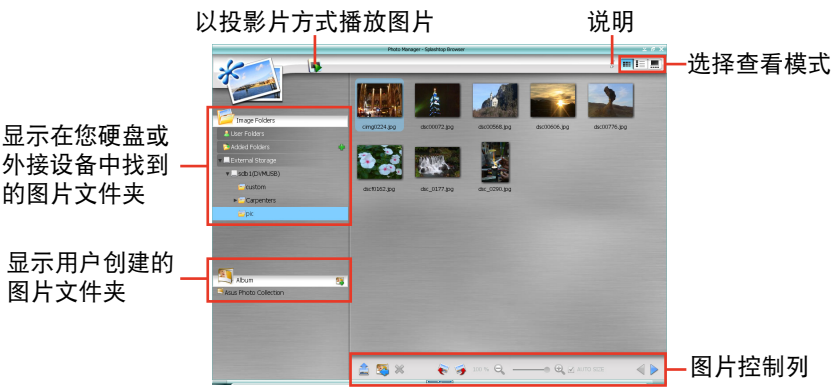 以投影片方式播放图片
说明
Photo Manager - Splashtop Browser
选择查看模式
显示在您硬盘或
外接设备中找到
的图片文件夹
Image Folders
User Folders
Added Folders
External Storage
sdb1(DVMUSB)
custom
Carpenters
pic
cimg0224.jpg
dsc00072.jpg
dsc00568.jpg
dsc00606.jpg
dsc00776.jpg
dscf0162.jpg
dsc_0177.jpg
dsc_0290.jpg
显示用户创建的
图片文件夹
Album
Asus Photo Collection
100 %
AUTO SIZE
图片控制列